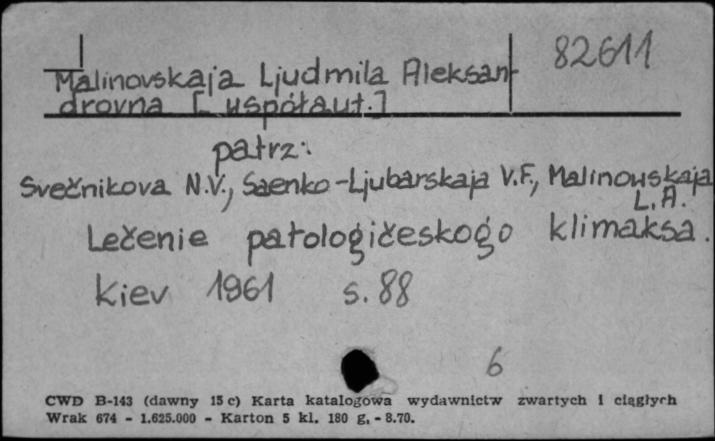 82611
Malinovskaja Ljudmila Aleksan-
drovna [współaut.]
patrz:
Svečnikova N.V., Saenko-Ljubarskaja V.F., Malinowskaja
L.A.
Lečenie patologičeskogo klimaksa.
Kiev 1961 s. 88
6
CWD B-143 (dawny 15 c) Karta katalogowa wydawnictw zwartych i ciągłych
Wrak 674 - 1.625.000 - Karton 5 kl. 180 g. - 8.70.